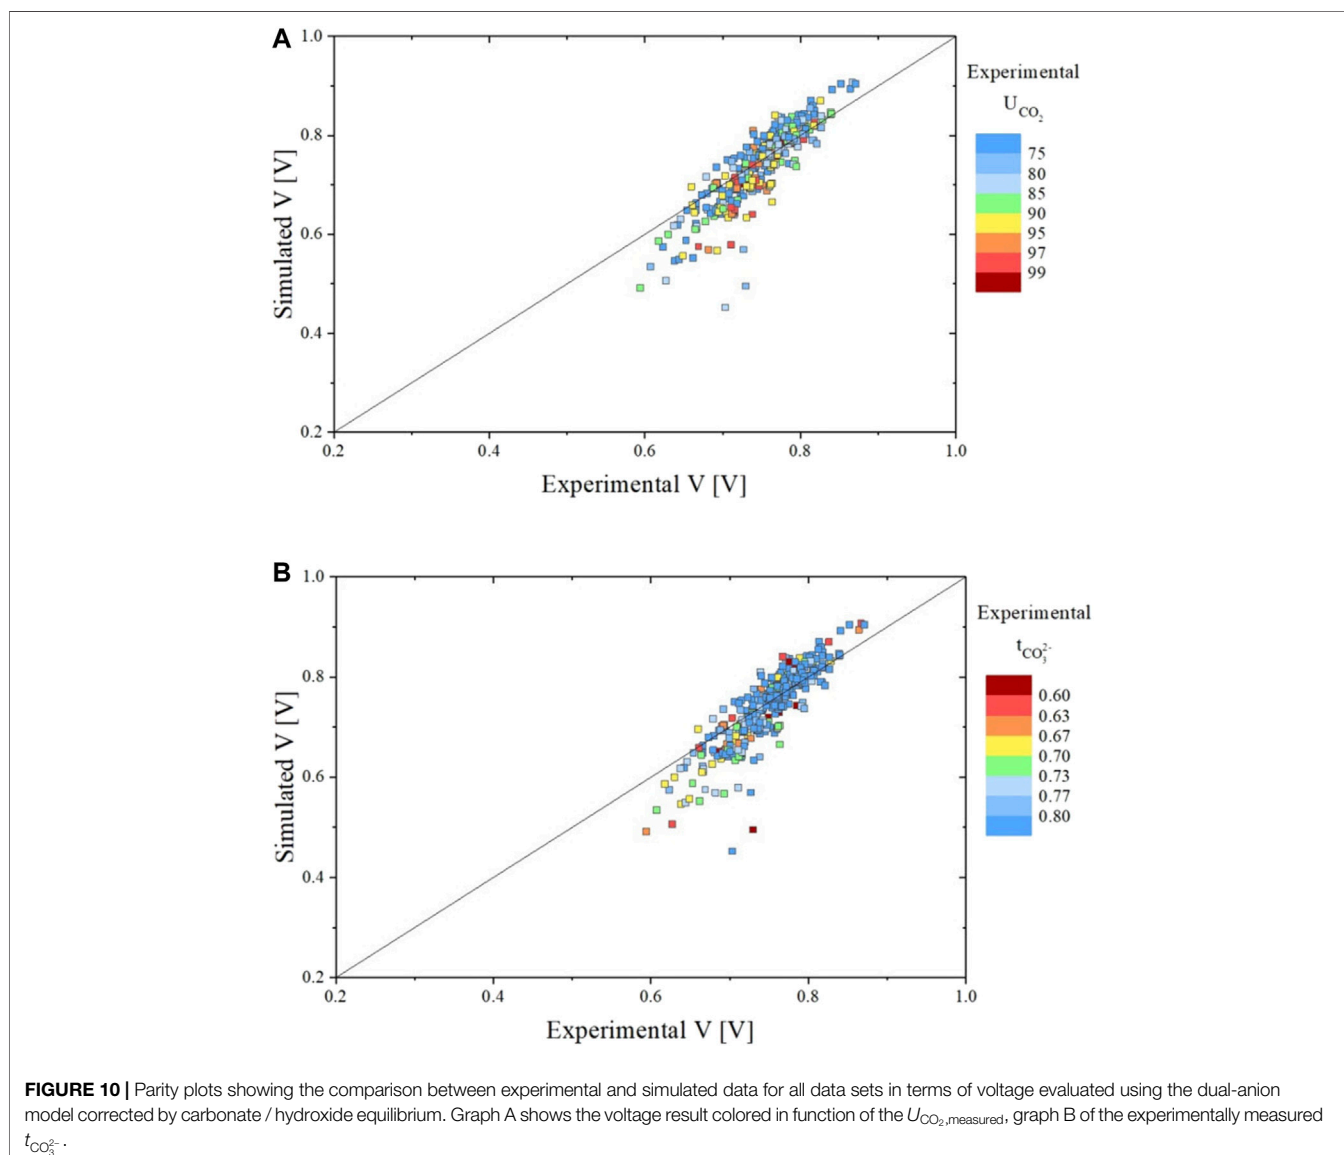 A
1.0
0.8
0.6
0.4
0.2
Simulated V [V]
0.2 0.4 0.6 0.8 1.0
Experimental V [V]
Experimental
U_CO₂
75
80
85
90
95
97
99
B
1.0
0.8
0.6
0.4
0.2
Simulated V [V]
0.2 0.4 0.6 0.8 1.0
Experimental V [V]
Experimental
t_CO₃²⁻
0.60
0.63
0.67
0.70
0.73
0.77
0.80
FIGURE 10 | Parity plots showing the comparison between experimental and simulated data for all data sets in terms of voltage evaluated using the dual-anion
model corrected by carbonate / hydroxide equilibrium. Graph A shows the voltage result colored in function of the U_CO₂,measured, graph B of the experimentally measured
t_CO₃²⁻.